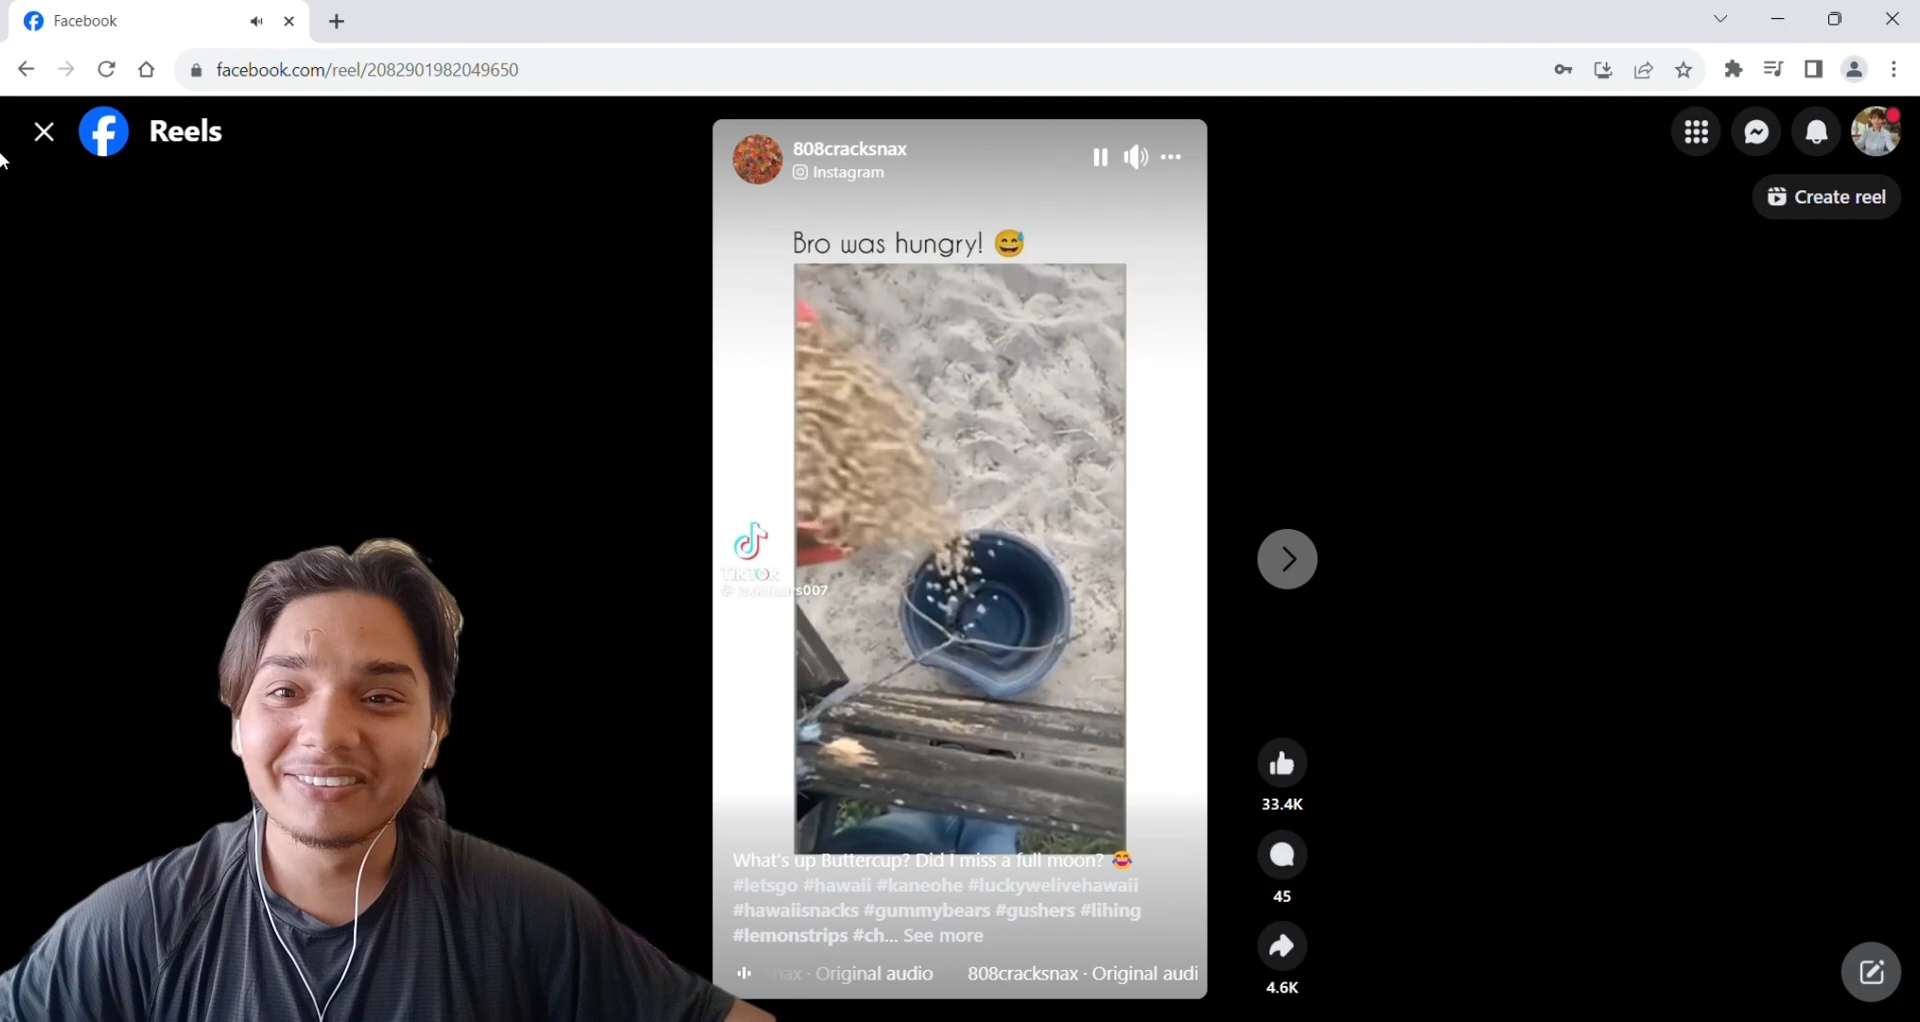 Facebook
facebook.com/reel/2082901982049650
Reels
Create reel
808cracksnax
Instagram
Bro was hungry! 😅
TikTok
What's up Buttercup? Did I miss a full moon? 😂
#letsgo #hawaii #kaneohe #luckywelivehawaii
#hawaiisnacks #gummybears #gushers #lihing
#lemonstrips #ch... See more
nax · Original audio 808cracksnax · Original audi
33.4K
45
4.6K